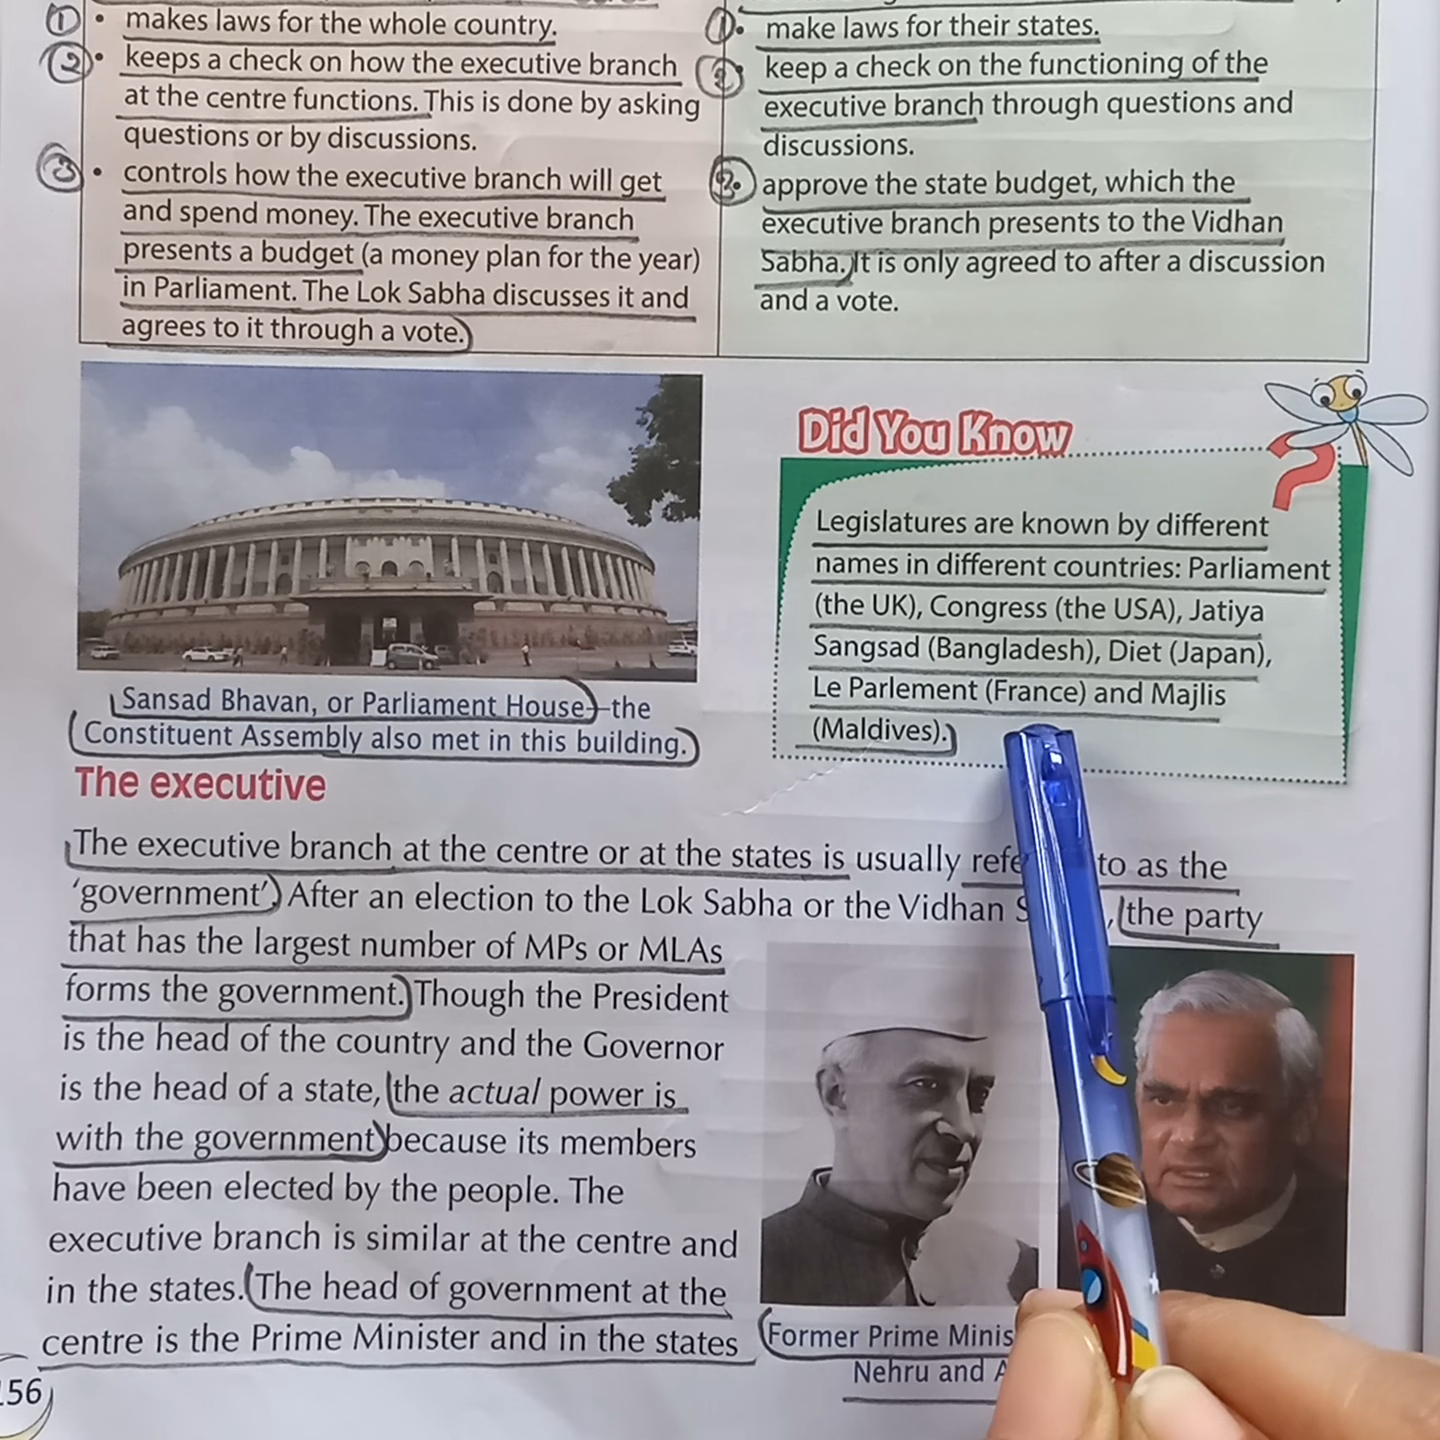 ① • makes laws for the whole country.
② • keeps a check on how the executive branch
at the centre functions. This is done by asking
questions or by discussions.
③ • controls how the executive branch will get
and spend money. The executive branch
presents a budget (a money plan for the year)
in Parliament. The Lok Sabha discusses it and
agrees to it through a vote.
① • make laws for their states.
② • keep a check on the functioning of the
executive branch through questions and
discussions.
• approve the state budget, which the
executive branch presents to the Vidhan
Sabha. It is only agreed to after a discussion
and a vote.
Sansad Bhavan, or Parliament House—the
Constituent Assembly also met in this building.
Did You Know
?
Legislatures are known by different
names in different countries: Parliament
(the UK), Congress (the USA), Jatiya
Sangsad (Bangladesh), Diet (Japan),
Le Parlement (France) and Majlis
(Maldives).
The executive
The executive branch at the centre or at the states is usually to as the
‘government’. After an election to the Lok Sabha or the Vidhan , the party
that has the largest number of MPs or MLAs
forms the government. Though the President
is the head of the country and the Governor
is the head of a state, the actual power is
with the government because its members
have been elected by the people. The
executive branch is similar at the centre and
in the states. The head of government at the
centre is the Prime Minister and in the states
Former Prime
Nehru and
56